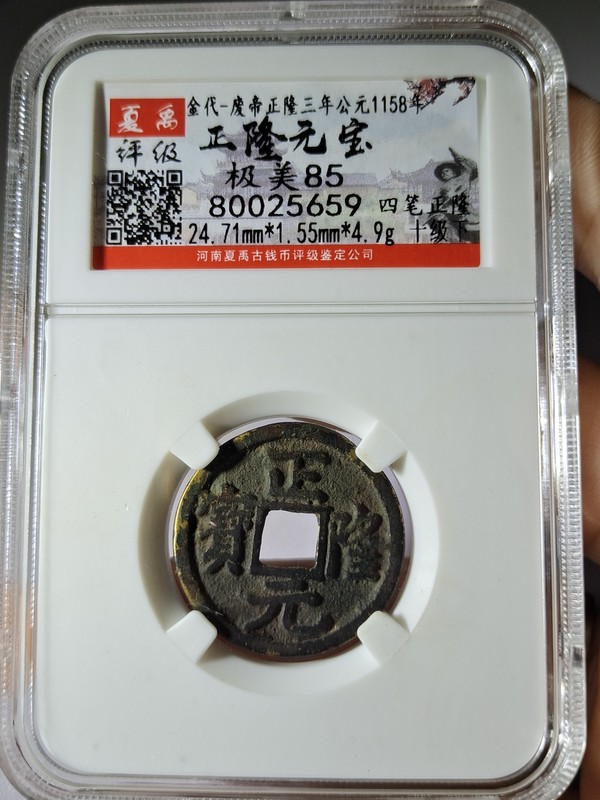 金代-废帝正隆三年公元1158年
夏禹
评级
正隆元宝
极美85
80025659 四笔正隆
24.71mm*1.55mm*4.9g 十级下
河南夏禹古钱币评级鉴定公司
正隆元寶